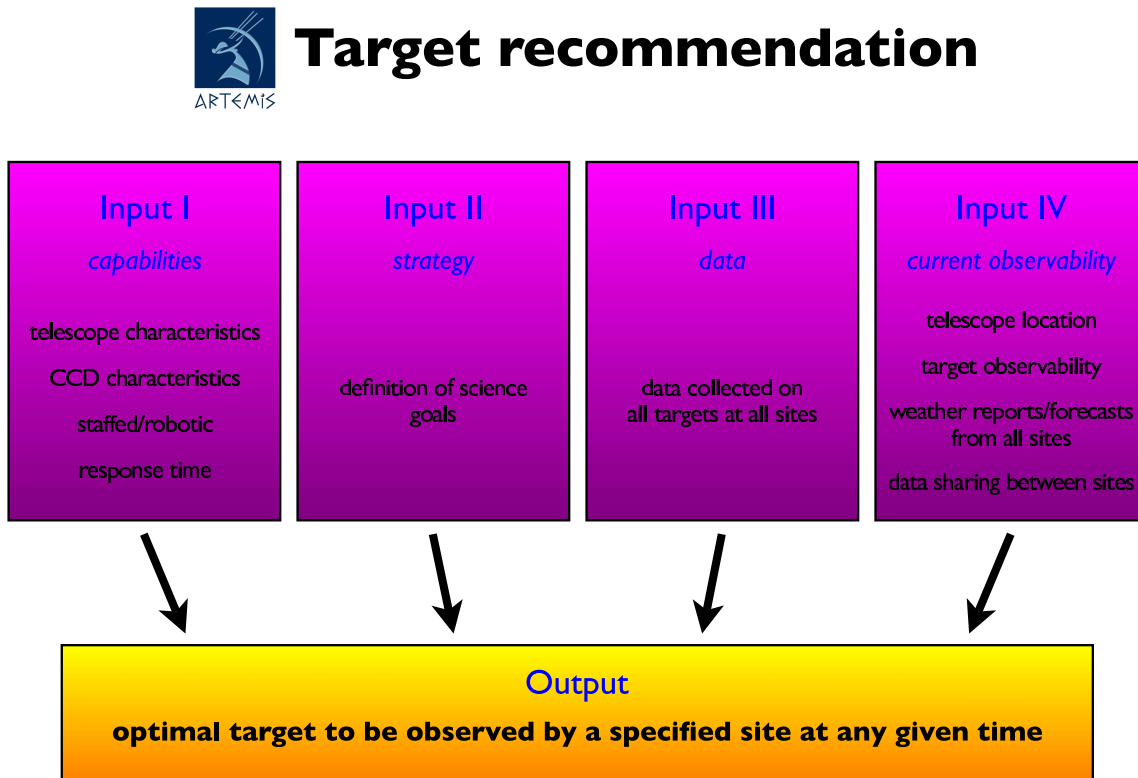 Target recommendation
ARTEMiS
Input I
capabilities
telescope characteristics
CCD characteristics
staffed/robotic
response time
Input II
strategy
definition of science
goals
Input III
data
data collected on
all targets at all sites
Input IV
current observability
telescope location
target observability
weather reports/forecasts
from all sites
data sharing between sites
Output
optimal target to be observed by a specified site at any given time